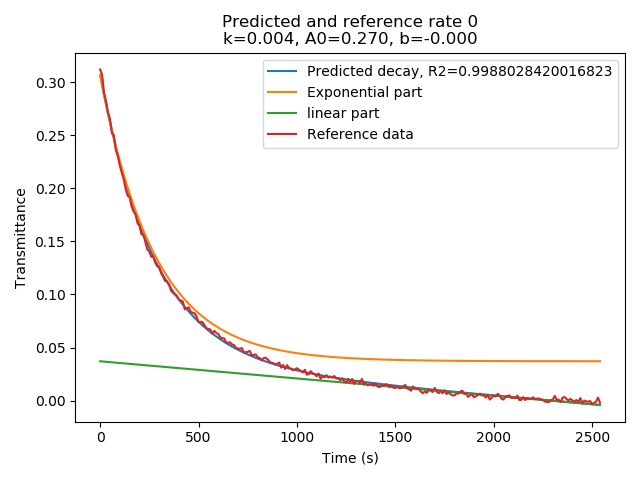 Predicted and reference rate 0
k=0.004, A0=0.270, b=-0.000
Predicted decay, R2=0.9988028420016823
Exponential part
linear part
Reference data
Transmittance
0.30
0.25
0.20
0.15
0.10
0.05
0.00
0
500
1000
1500
2000
2500
Time (s)